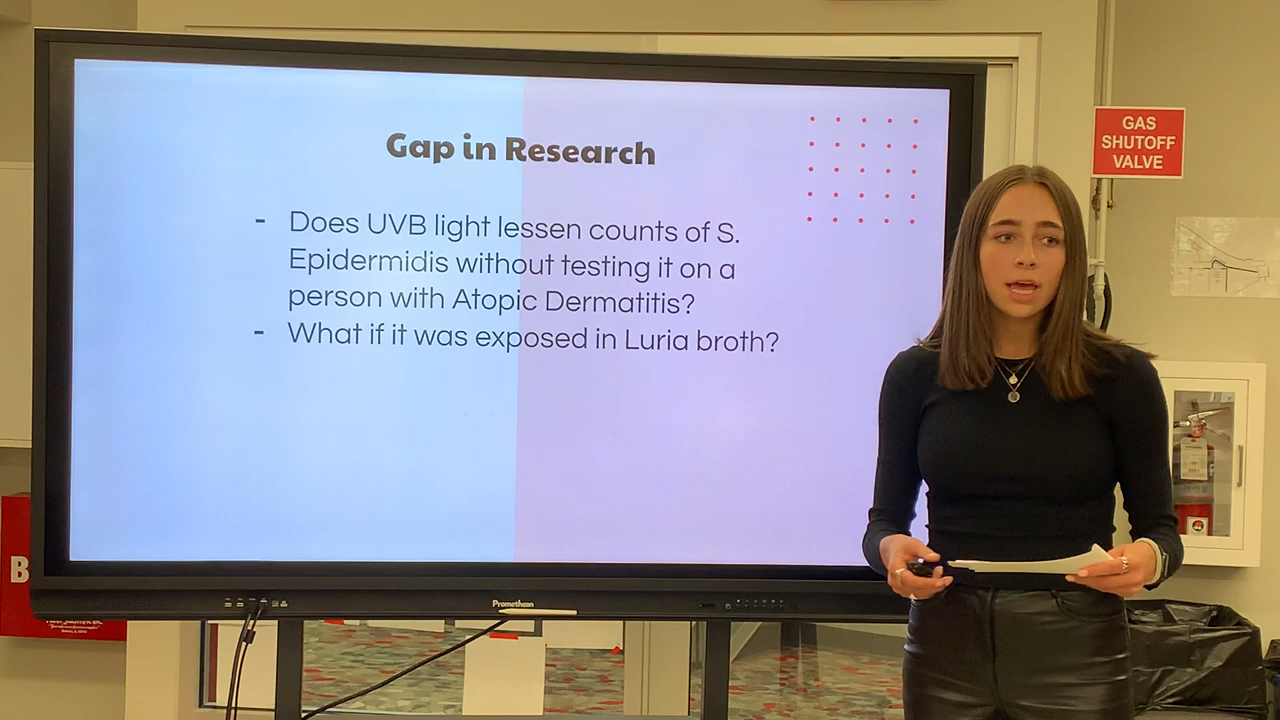 Gap in Research
- Does UVB light lessen counts of S.
Epidermidis without testing it on a
person with Atopic Dermatitis?
- What if it was exposed in Luria broth?
GAS
SHUTOFF
VALVE
B
Promethean